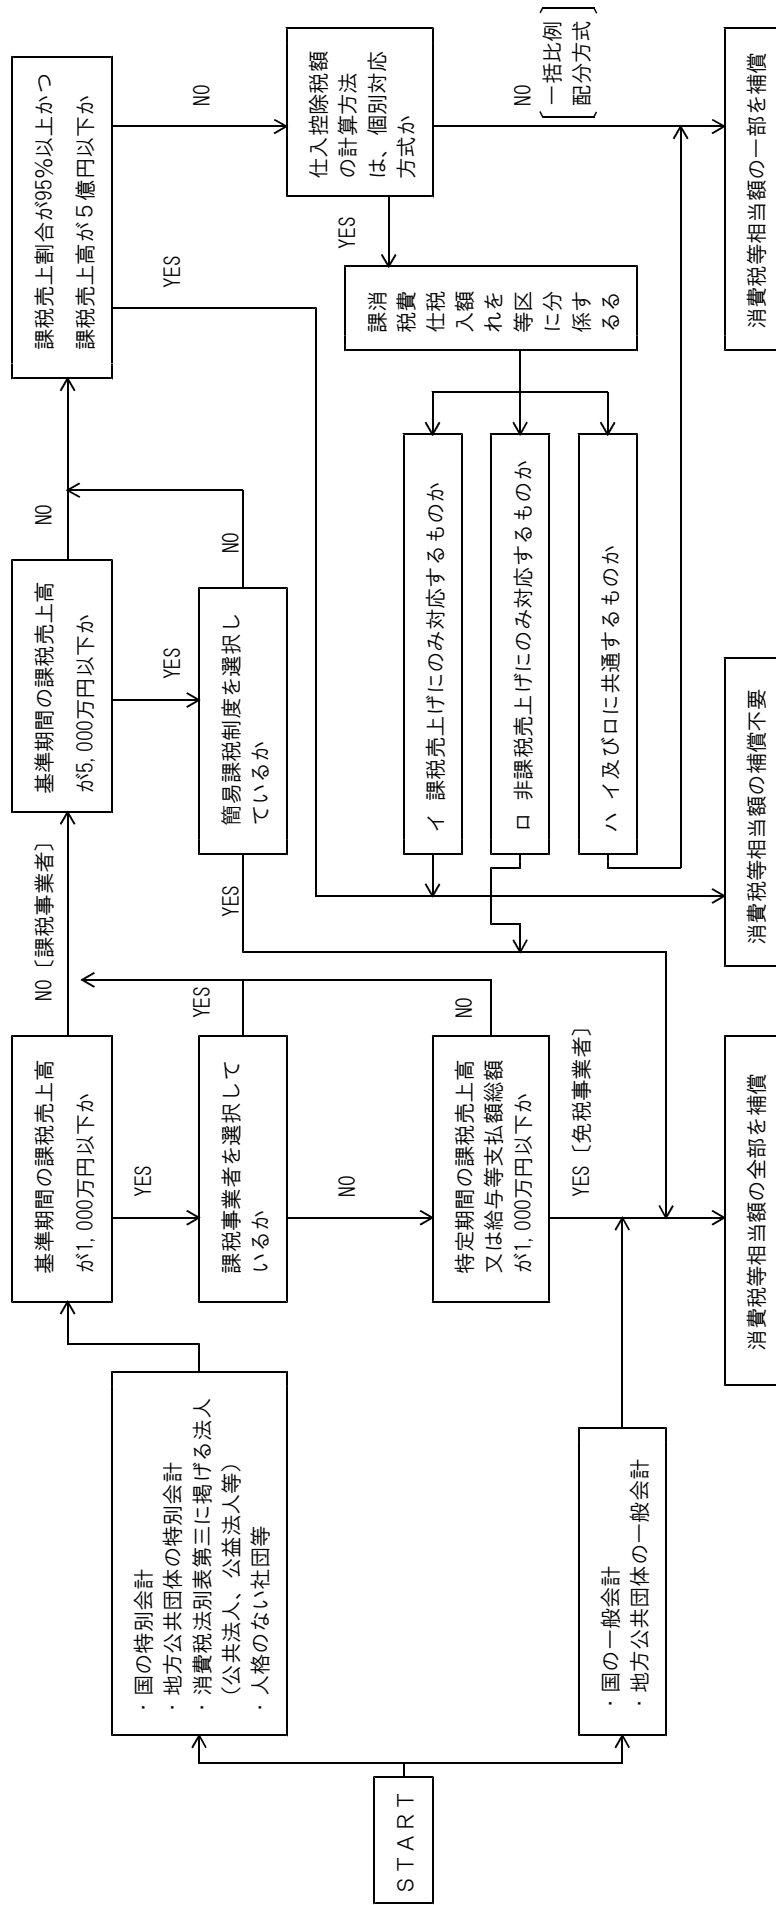 ＳＴＡＲＴ
・国の特別会計
・地方公共団体の特別会計
・消費税法別表第三に掲げる法人
（公共法人、公益法人等）
・人格のない社団等
・国の一般会計
・地方公共団体の一般会計
基準期間の課税売上高
が1,000万円以下か
NO〔課税事業者〕
YES
課税事業者を選択して
いるか
YES
NO
特定期間の課税売上高
又は給与等支払額総額
が1,000万円以下か
NO
YES〔免税事業者〕
基準期間の課税売上高
が5,000万円以下か
NO
YES
簡易課税制度を選択し
ているか
NO
YES
課税売上割合が95%以上かつ
課税売上高が５億円以下か
NO
YES
仕入控除税額
の計算方法
は、個別対応
方式か
YES
NO
一括比例
配分方式
課税仕入れ等に係る
消費税額を区分する
イ 課税売上げにのみ対応するものか
ロ 非課税売上げにのみ対応するものか
ハ イ及びロに共通するものか
消費税等相当額の全部を補償
消費税等相当額の補償不要
消費税等相当額の一部を補償